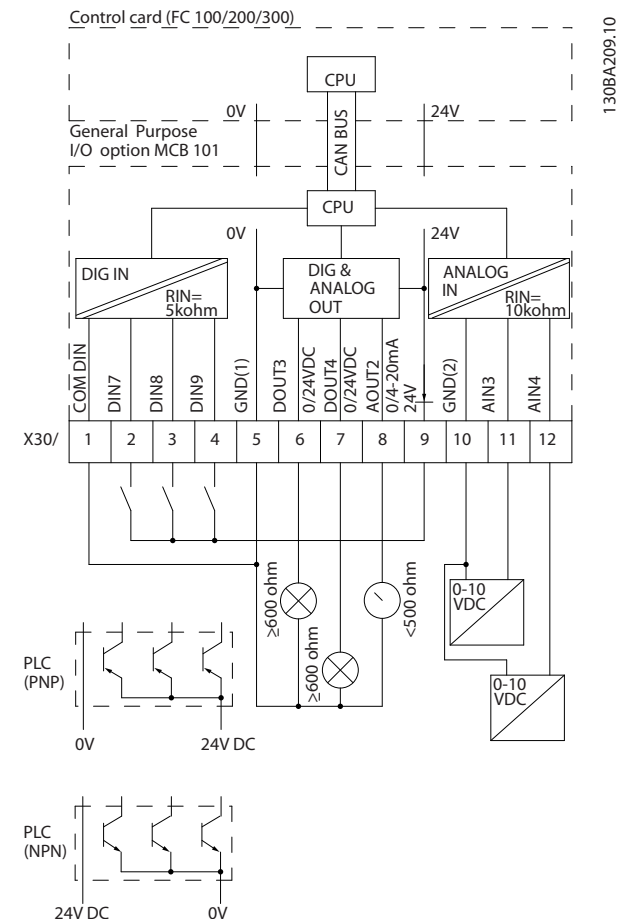 Control card (FC 100/200/300)
130BA209.10
CPU
0V
24V
General Purpose
I/O option MCB 101
CAN BUS
CPU
0V
24V
DIG IN
RIN=
5kohm
DIG &
ANALOG
OUT
ANALOG
IN
RIN=
10kohm
COM DIN
DIN7
DIN8
DIN9
GND(1)
DOUT3
0/24VDC
DOUT4
0/24VDC
AOUT2
0/4-20mA
24V
GND(2)
AIN3
AIN4
X30/
1
2
3
4
5
6
7
8
9
10
11
12
≥600 ohm
≥600 ohm
<500 ohm
0-10
VDC
0-10
VDC
PLC
(PNP)
0V
24V DC
PLC
(NPN)
24V DC
0V